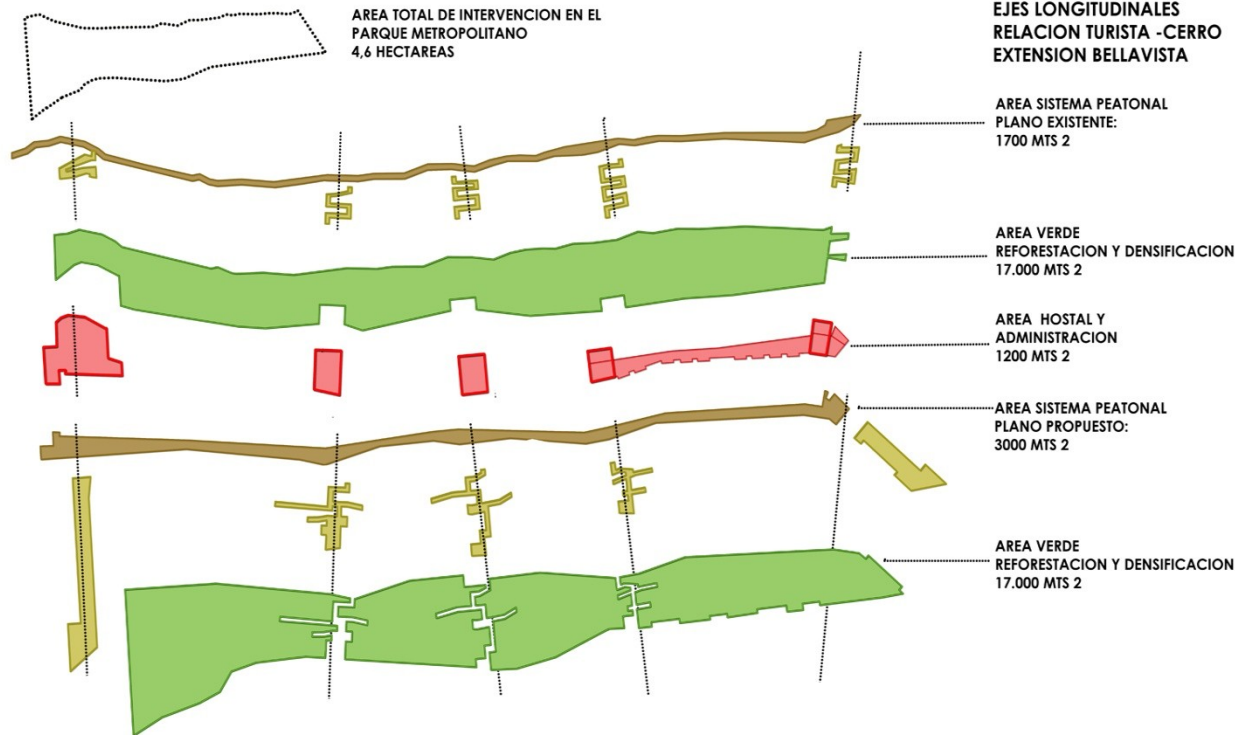 AREA TOTAL DE INTERVENCION EN EL
PARQUE METROPOLITANO
4,6 HECTAREAS
EJES LONGITUDINALES
RELACION TURISTA -CERRO
EXTENSION BELLAVISTA
AREA SISTEMA PEATONAL
PLANO EXISTENTE:
1700 MTS 2
AREA VERDE
REFORESTACION Y DENSIFICACION
17.000 MTS 2
AREA HOSTAL Y
ADMINISTRACION
1200 MTS 2
AREA SISTEMA PEATONAL
PLANO PROPUESTO:
3000 MTS 2
AREA VERDE
REFORESTACION Y DENSIFICACION
17.000 MTS 2